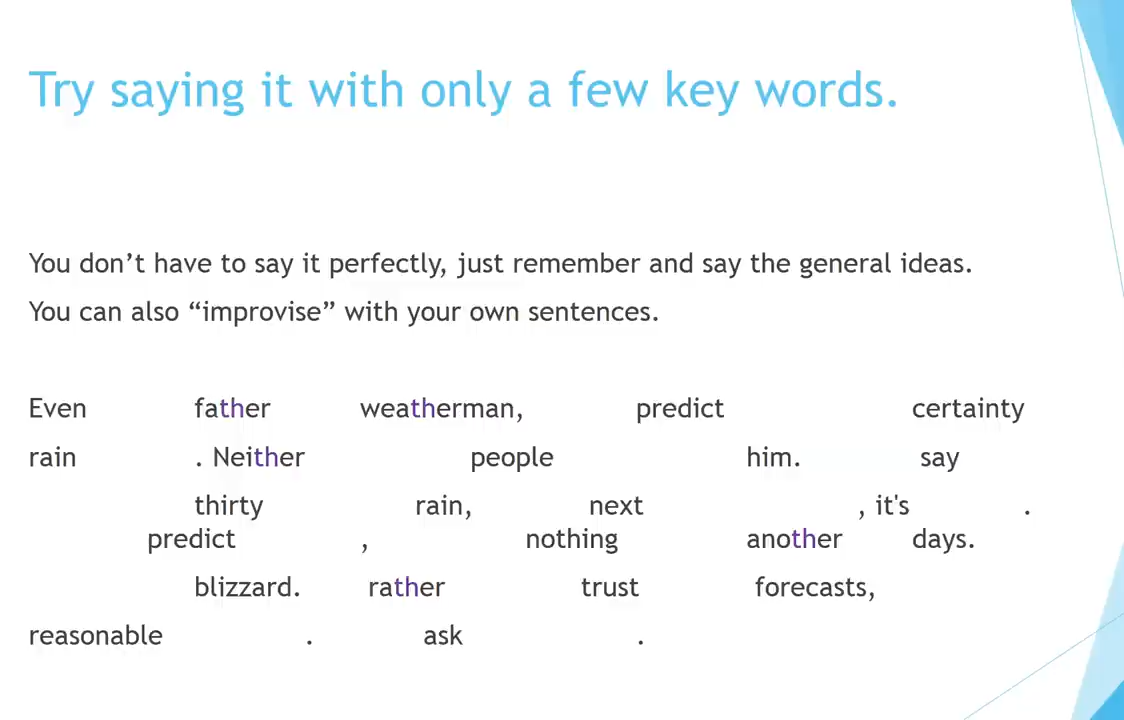 Try saying it with only a few key words.
You don’t have to say it perfectly, just remember and say the general ideas.
You can also “improvise” with your own sentences.
Even father weatherman, predict certainty
rain . Neither people him. say
thirty rain, next , it's .
predict , nothing another days.
blizzard. rather trust forecasts,
reasonable . ask .